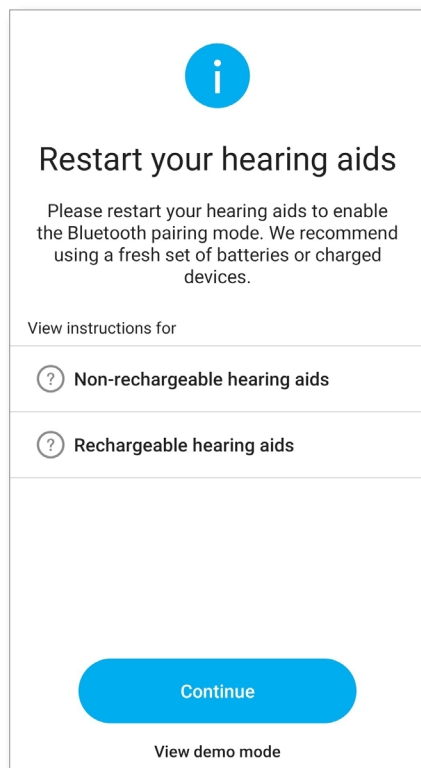 Restart your hearing aids
Please restart your hearing aids to enable
the Bluetooth pairing mode. We recommend
using a fresh set of batteries or charged
devices.
View instructions for
? Non-rechargeable hearing aids
? Rechargeable hearing aids
Continue
View demo mode